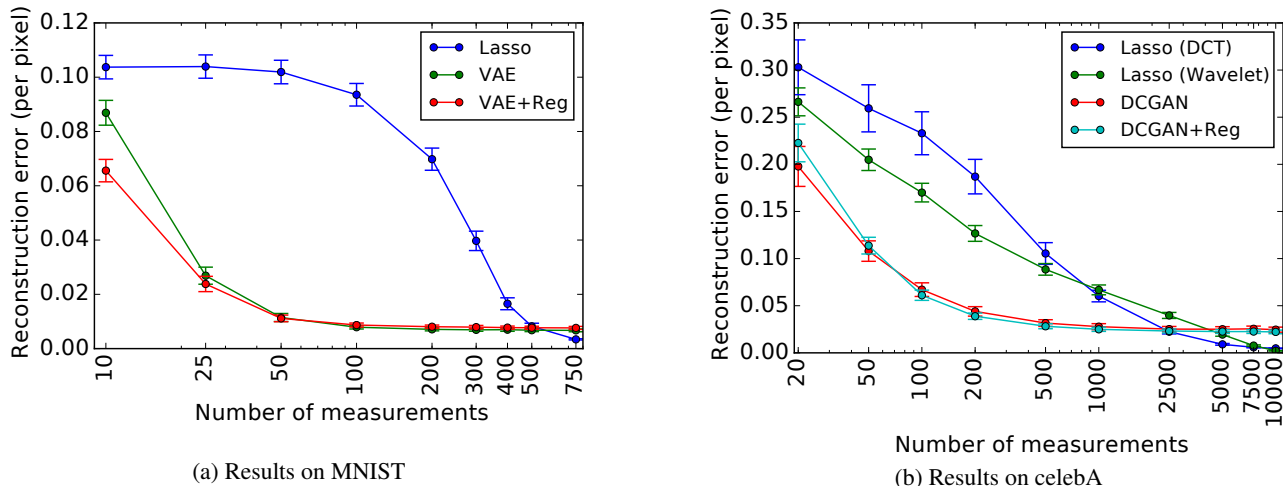 0.12
0.10
0.08
0.06
0.04
0.02
0.00
Reconstruction error (per pixel)
Lasso
VAE
VAE+Reg
10
25
50
100
200
300
400
500
750
Number of measurements
(a) Results on MNIST
0.35
0.30
0.25
0.20
0.15
0.10
0.05
0.00
Reconstruction error (per pixel)
Lasso (DCT)
Lasso (Wavelet)
DCGAN
DCGAN+Reg
20
50
100
200
500
1000
2500
5000
7500
10000
Number of measurements
(b) Results on celebA